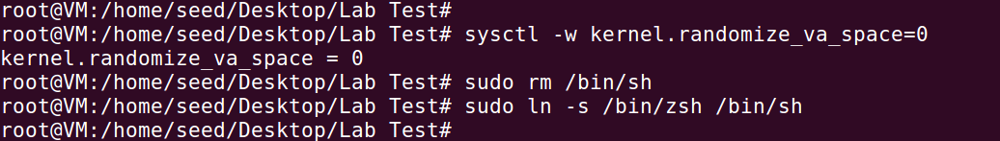 root@VM:/home/seed/Desktop/Lab Test#
root@VM:/home/seed/Desktop/Lab Test# sysctl -w kernel.randomize_va_space=0
kernel.randomize_va_space = 0
root@VM:/home/seed/Desktop/Lab Test# sudo rm /bin/sh
root@VM:/home/seed/Desktop/Lab Test# sudo ln -s /bin/zsh /bin/sh
root@VM:/home/seed/Desktop/Lab Test#